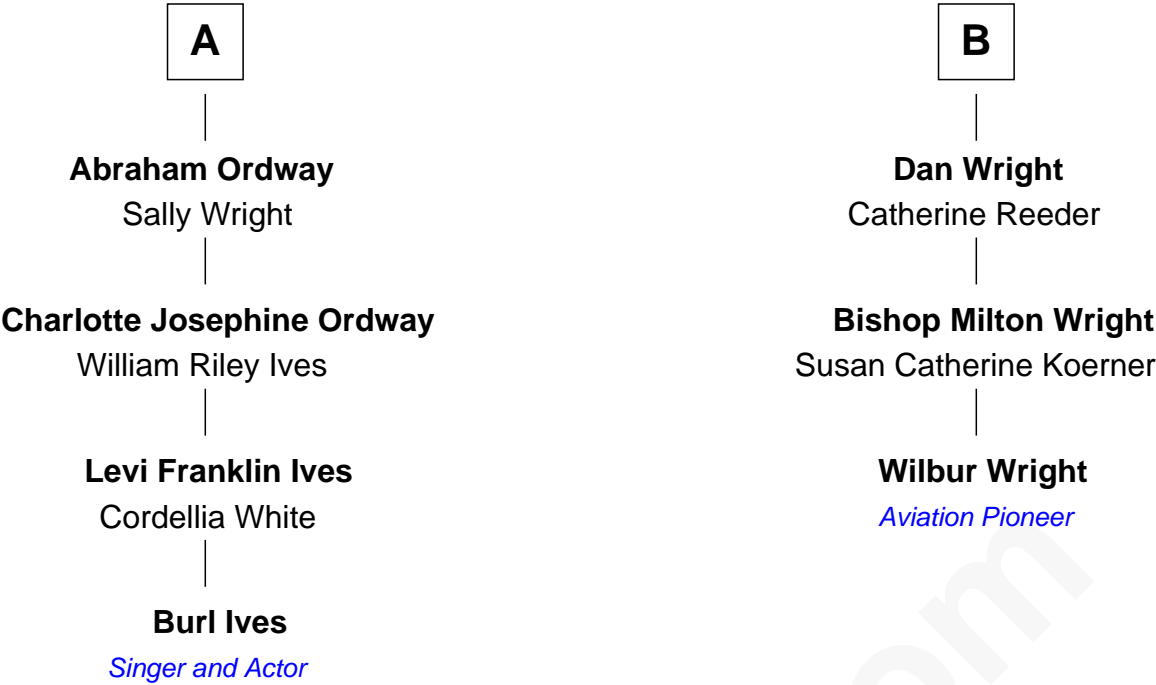 A
Abraham Ordway
Sally Wright
Charlotte Josephine Ordway
William Riley Ives
Levi Franklin Ives
Cordellia White
Burl Ives
Singer and Actor
B
Dan Wright
Catherine Reeder
Bishop Milton Wright
Susan Catherine Koerner
Wilbur Wright
Aviation Pioneer
om